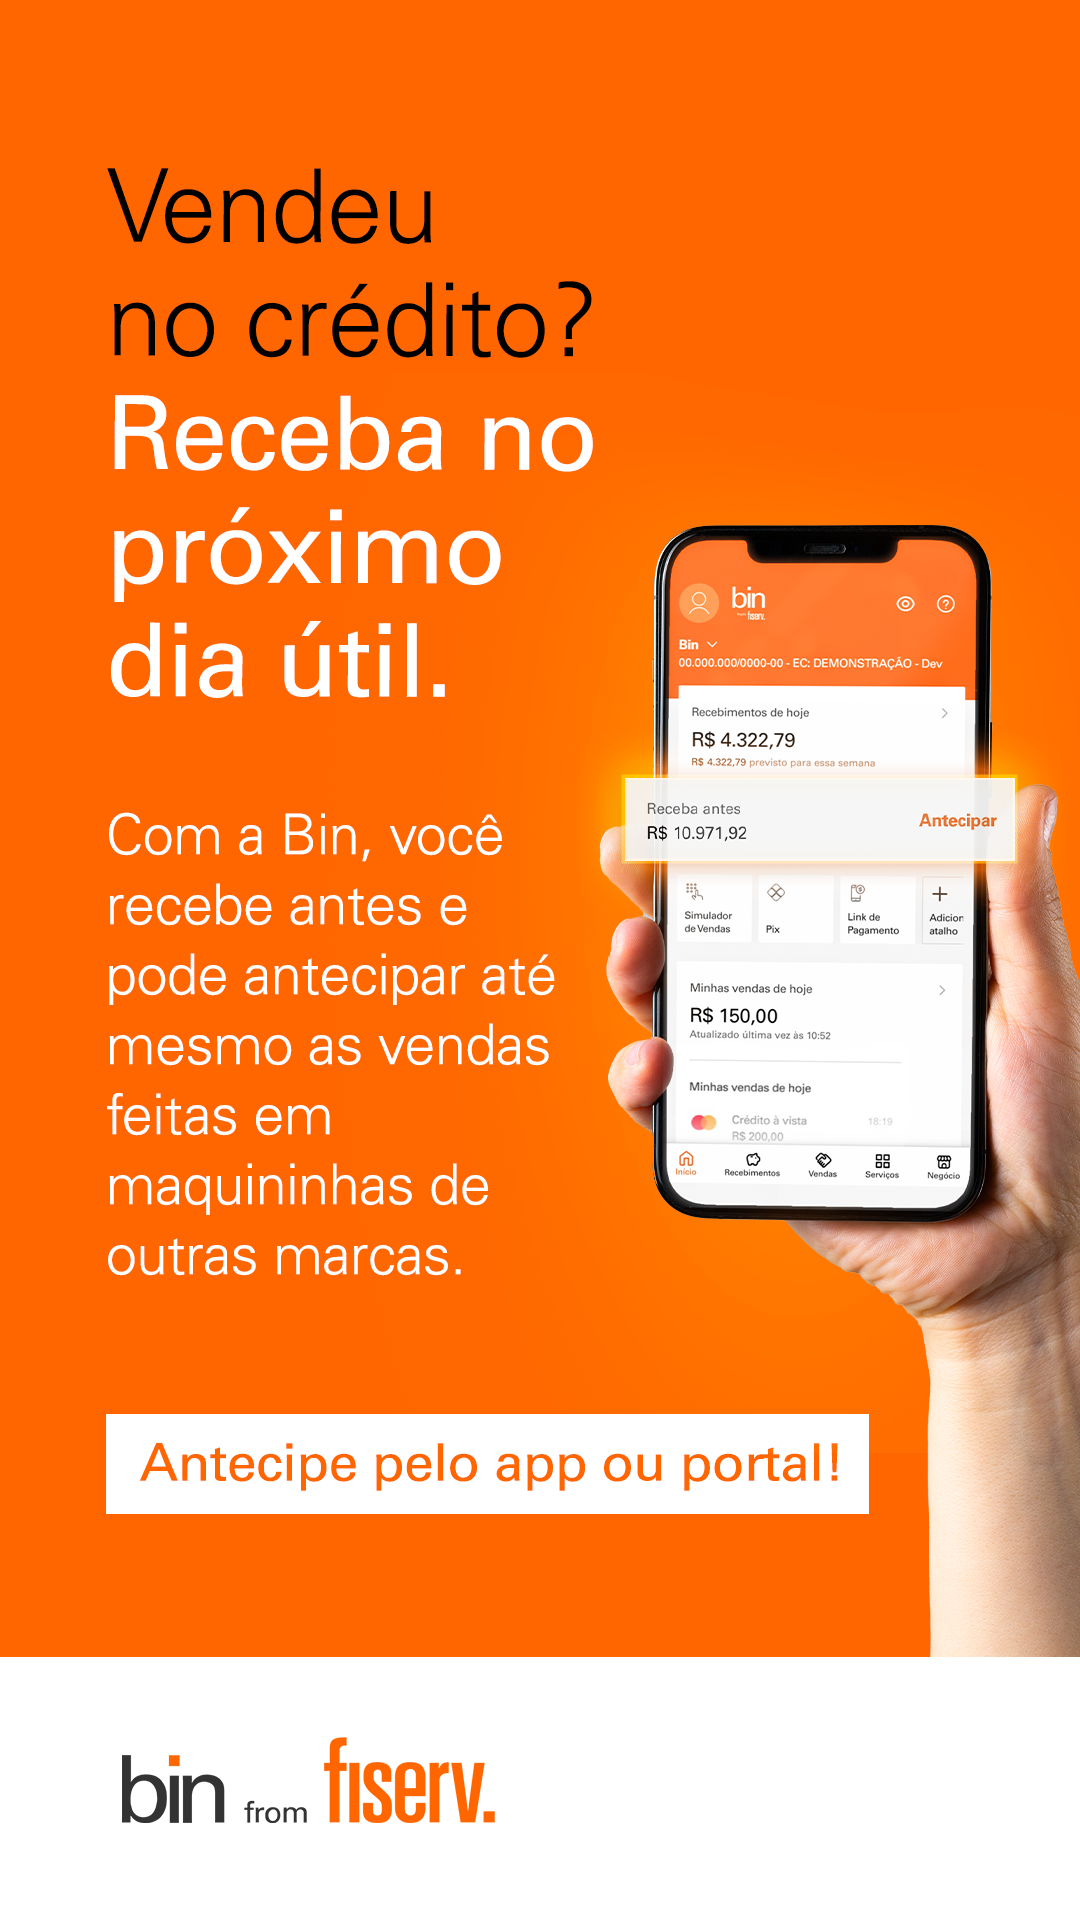 Vendeu
no crédito?
Receba no
próximo
dia útil.
Com a Bin, você
recebe antes e
pode antecipar até
mesmo as vendas
feitas em
maquininhas de
outras marcas.
bin
from fiserv.
Bin
00.000.000/0000-00 - EC: DEMONSTRAÇÃO - Dev
Recebimentos de hoje
R$ 4.322,79
R$ 4.322,79 previsto para essa semana
Receba antes
R$ 10.971,92
Antecipar
Simulador
de Vendas
Pix
Link de
Pagamento
Adicion
atalho
Minhas vendas de hoje
R$ 150,00
Atualizado última vez às 10:52
Minhas vendas de hoje
Crédito à vista 18:19
R$ 200,00
Início Recebimentos Vendas Serviços Negócio
Antecipe pelo app ou portal!
bin from fiserv.